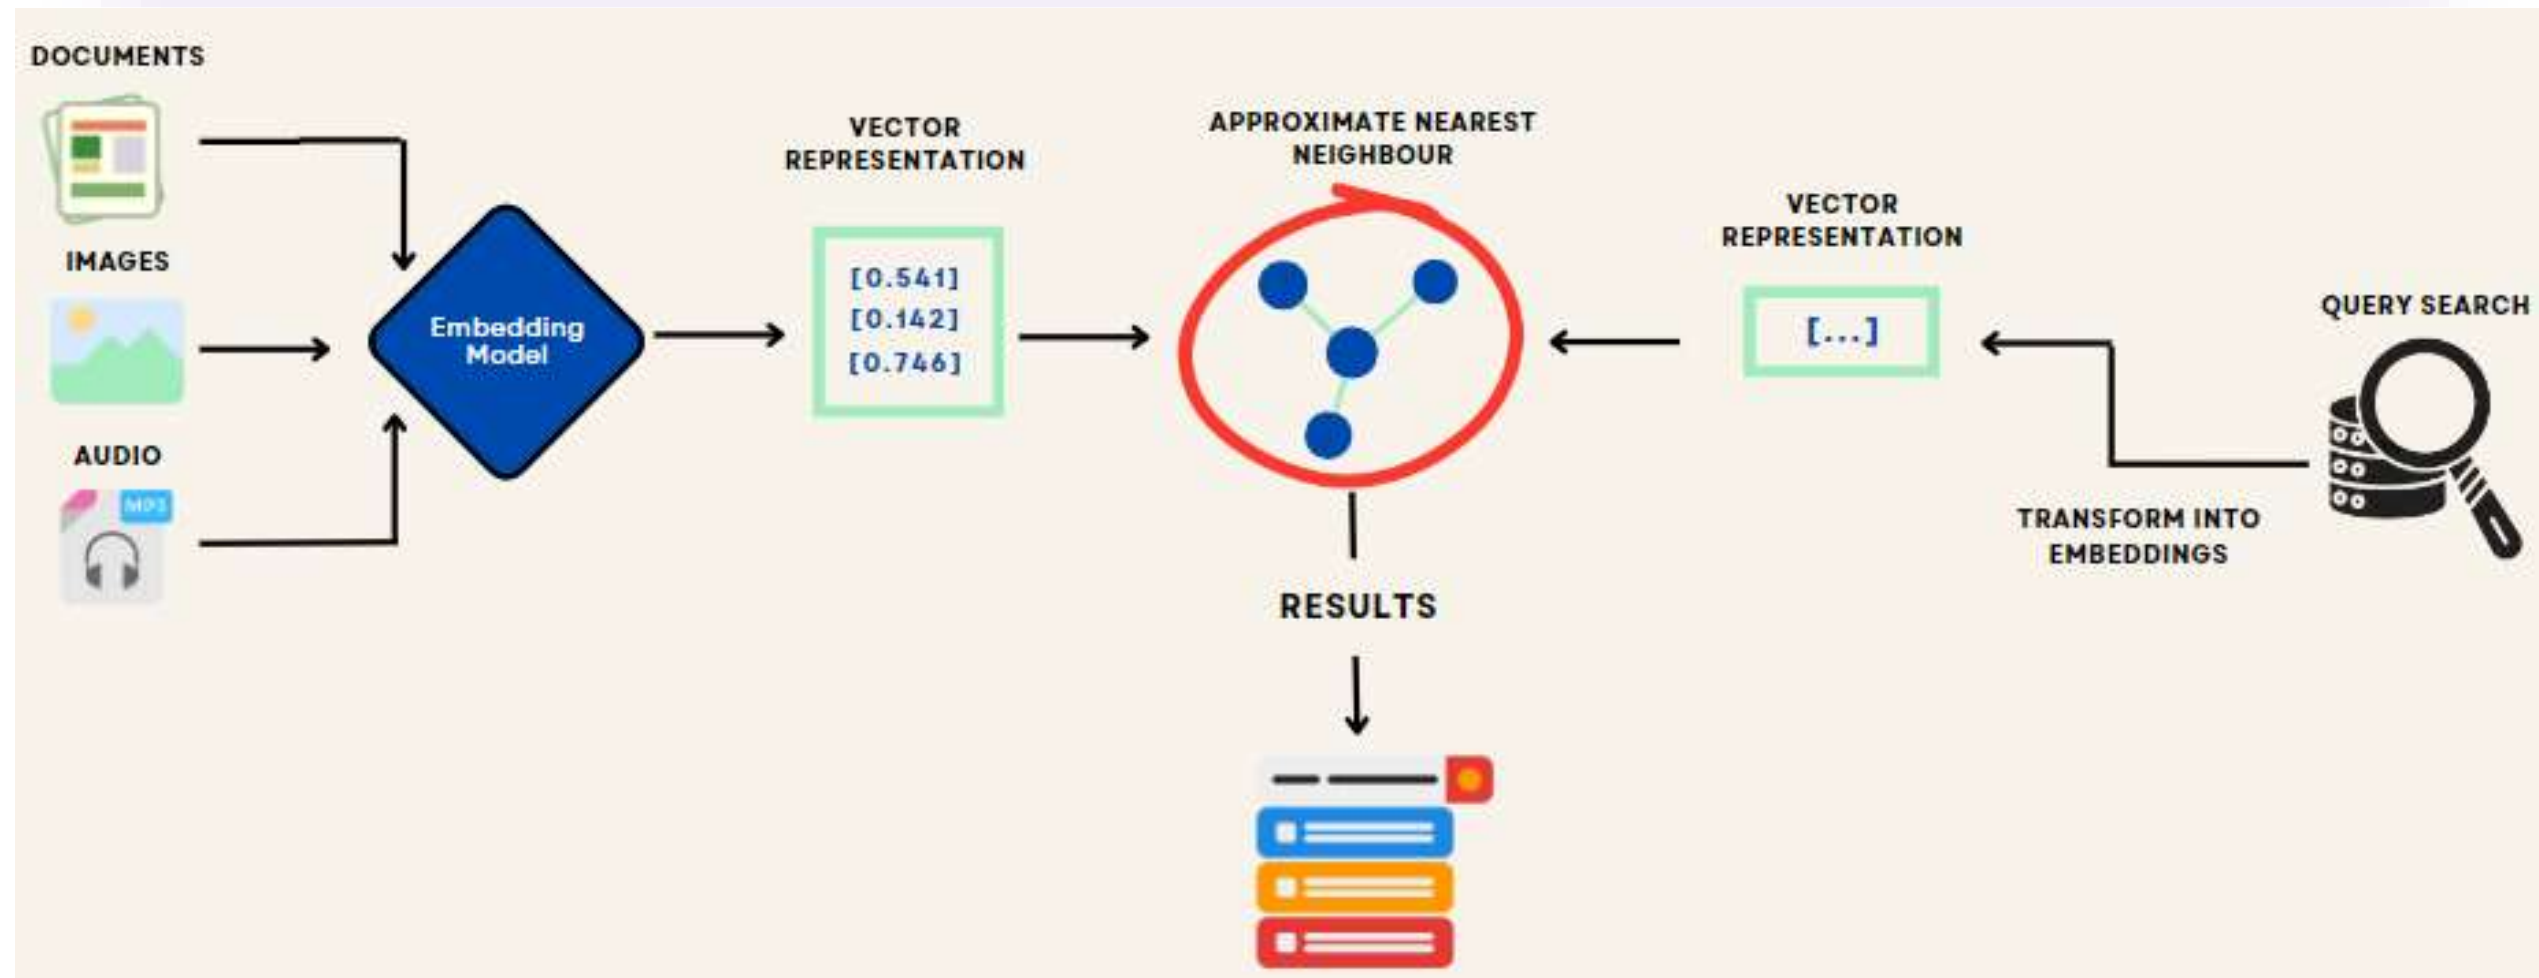 DOCUMENTS
IMAGES
AUDIO
MP3
Embedding
Model
VECTOR
REPRESENTATION
[0.541]
[0.142]
[0.746]
APPROXIMATE NEAREST
NEIGHBOUR
VECTOR
REPRESENTATION
[...]
QUERY SEARCH
TRANSFORM INTO
EMBEDDINGS
RESULTS